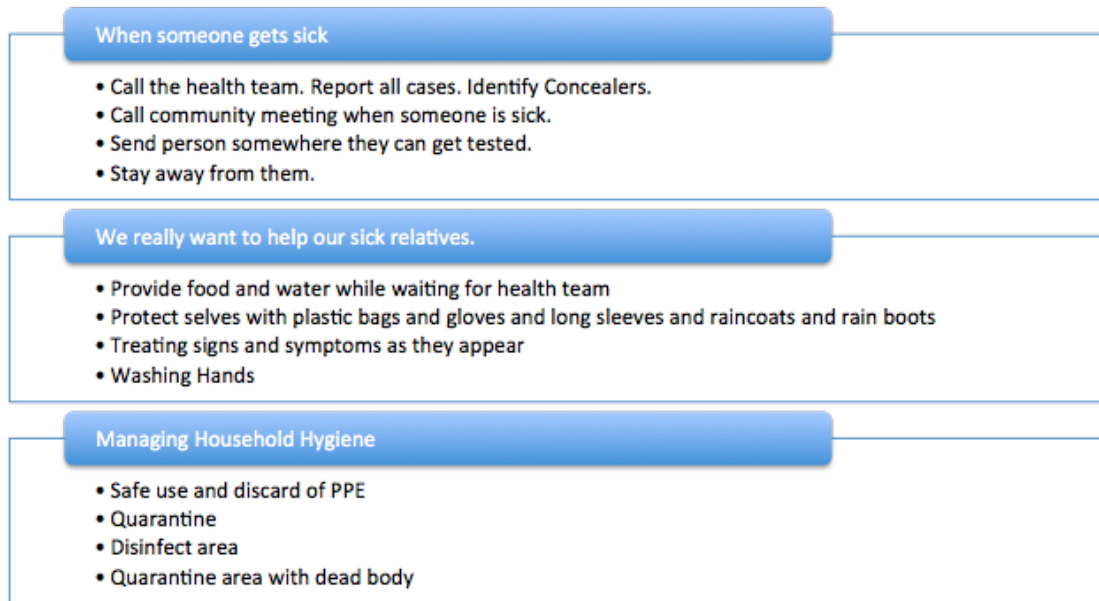 When someone gets sick
• Call the health team. Report all cases. Identify Concealers.
• Call community meeting when someone is sick.
• Send person somewhere they can get tested.
• Stay away from them.
We really want to help our sick relatives.
• Provide food and water while waiting for health team
• Protect selves with plastic bags and gloves and long sleeves and raincoats and rain boots
• Treating signs and symptoms as they appear
• Washing Hands
Managing Household Hygiene
• Safe use and discard of PPE
• Quarantine
• Disinfect area
• Quarantine area with dead body